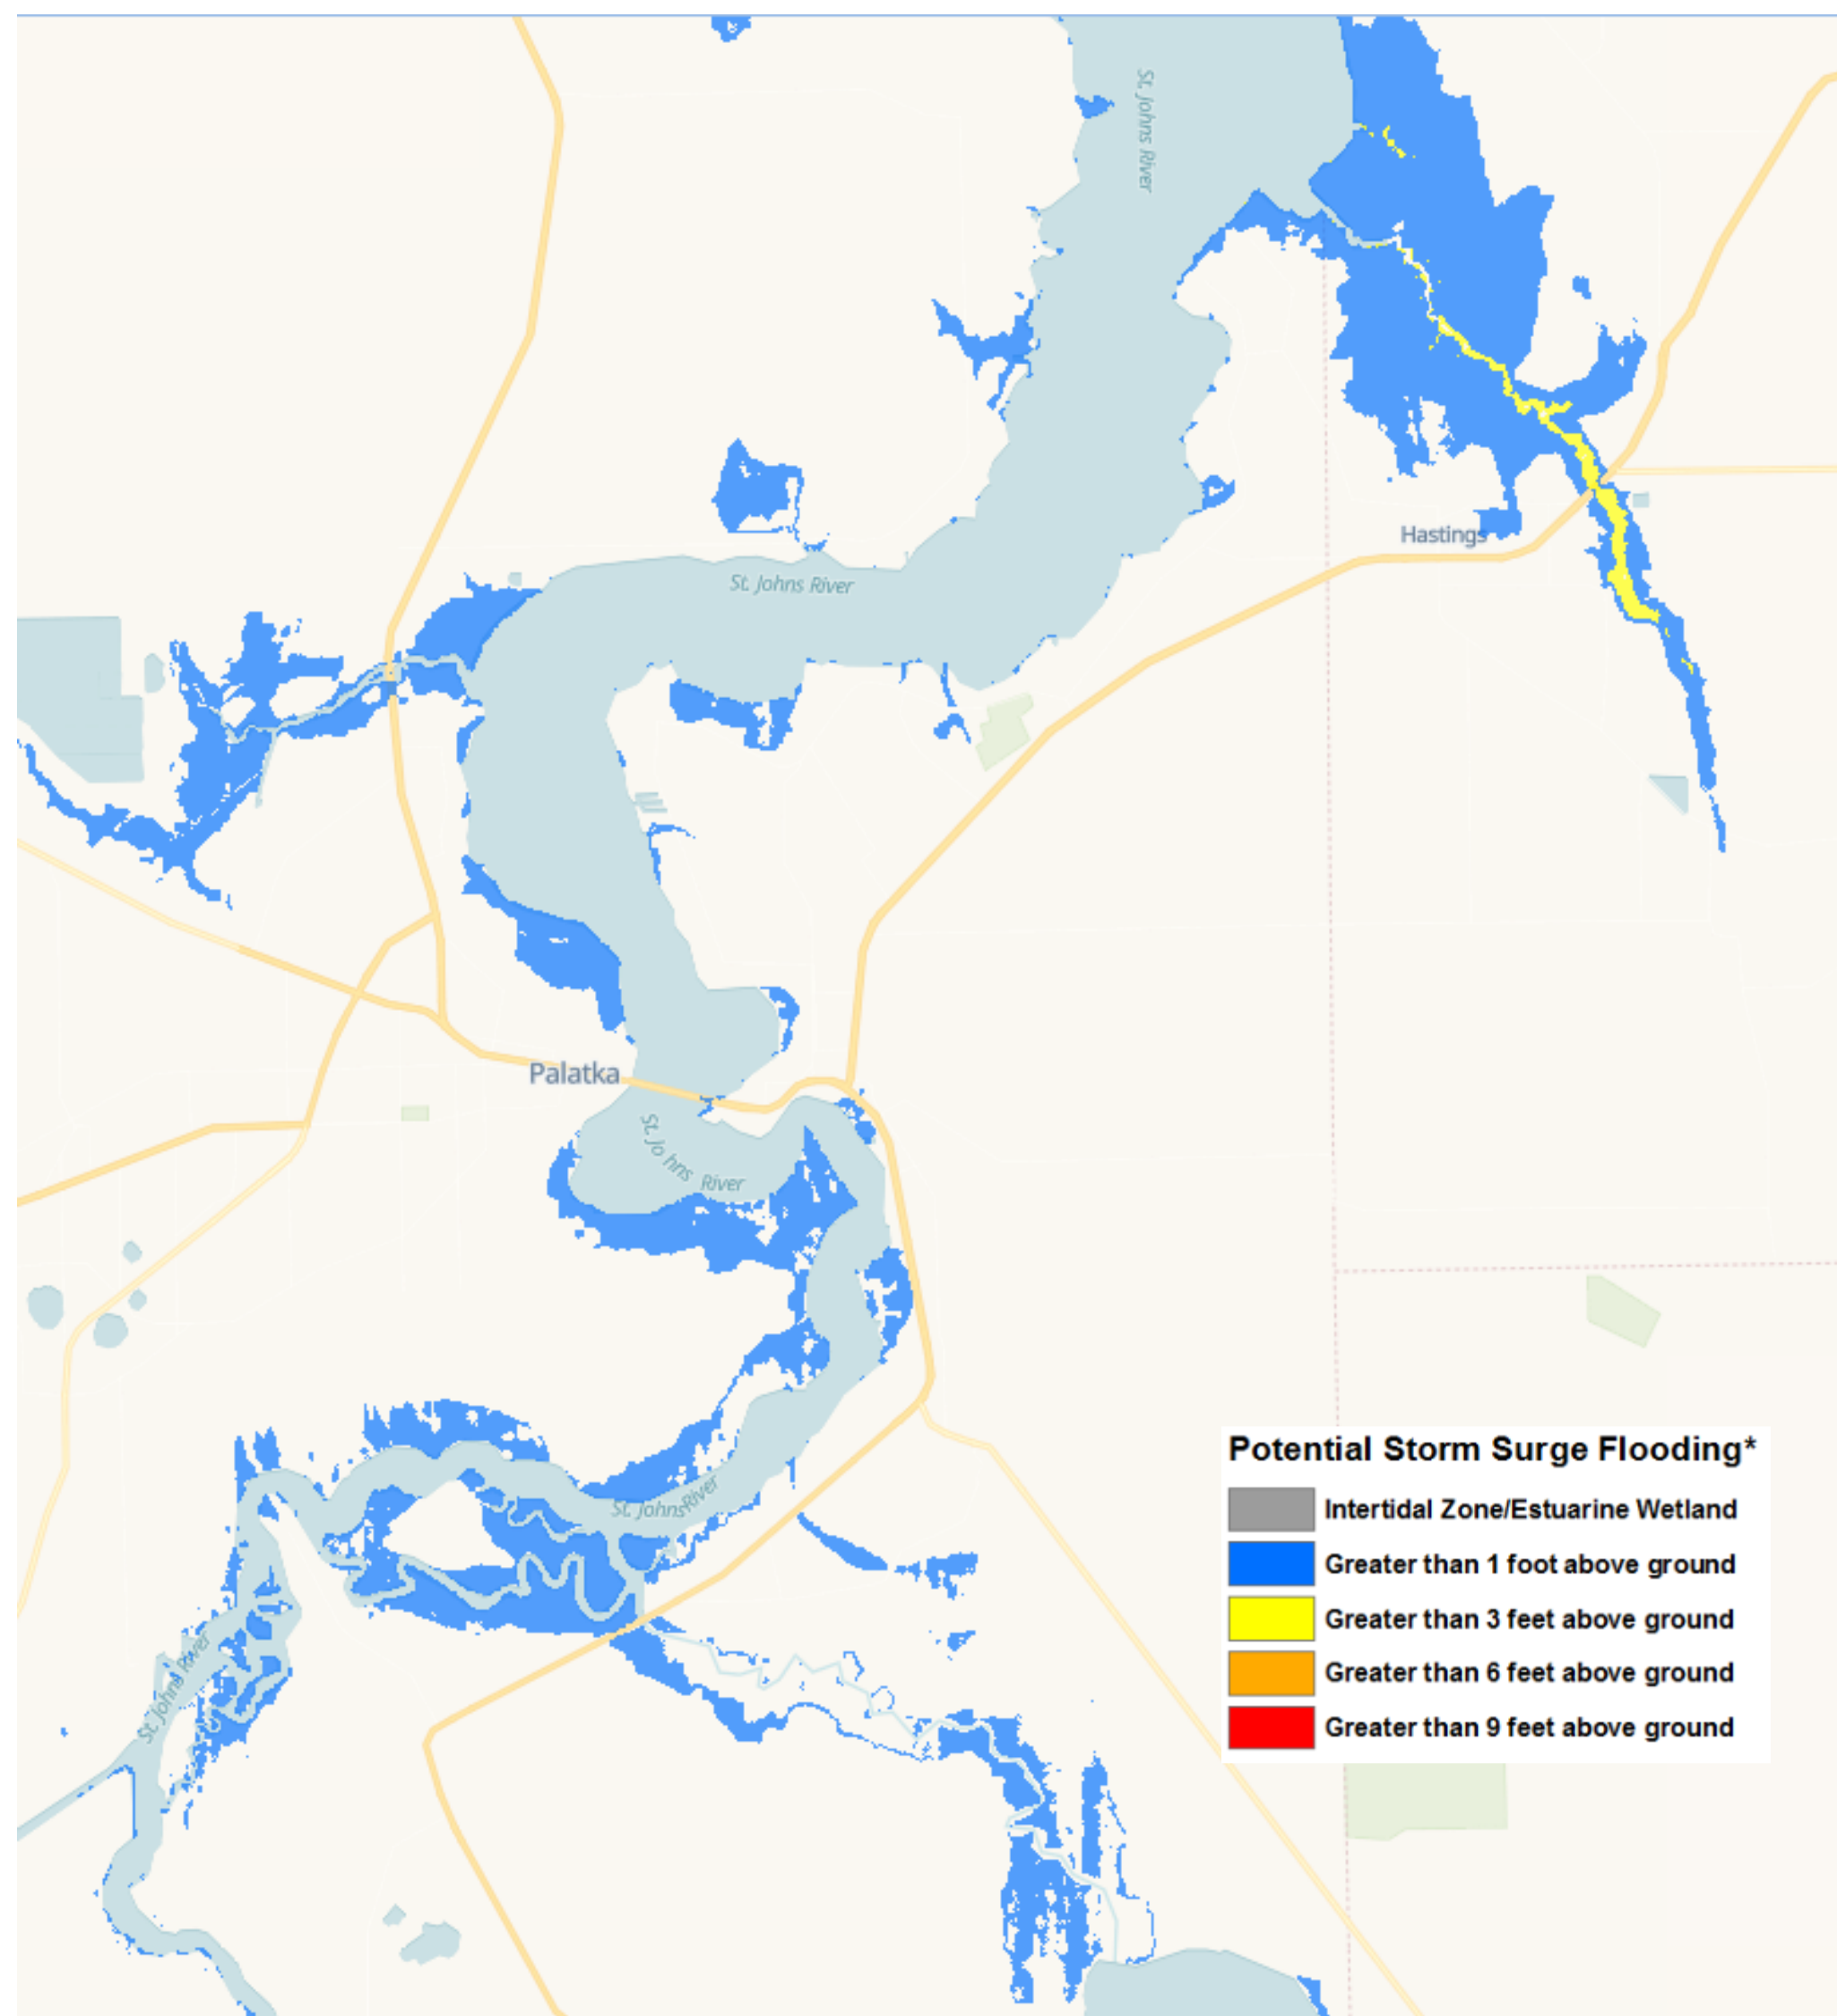 St. Johns River
Hastings
St. Johns River
Palatka
St. Johns River
St. Johns River
St. Johns River
Potential Storm Surge Flooding*
Intertidal Zone/Estuarine Wetland
Greater than 1 foot above ground
Greater than 3 feet above ground
Greater than 6 feet above ground
Greater than 9 feet above ground